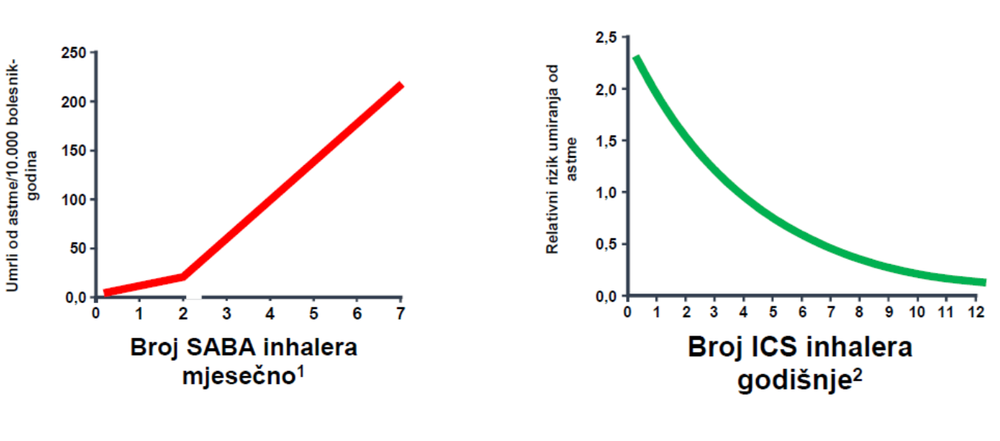 Umrli od astme/10.000 bolesnik-
godina
250
200
150
100
50
0,0
0 1 2 3 4 5 6 7
Broj SABA inhalera
mjesečno1
Relativni rizik umiranja od
astme
2,5
2,0
1,5
1,0
0,5
0,0
0 1 2 3 4 5 6 7 8 9 10 11 12
Broj ICS inhalera
godišnje2